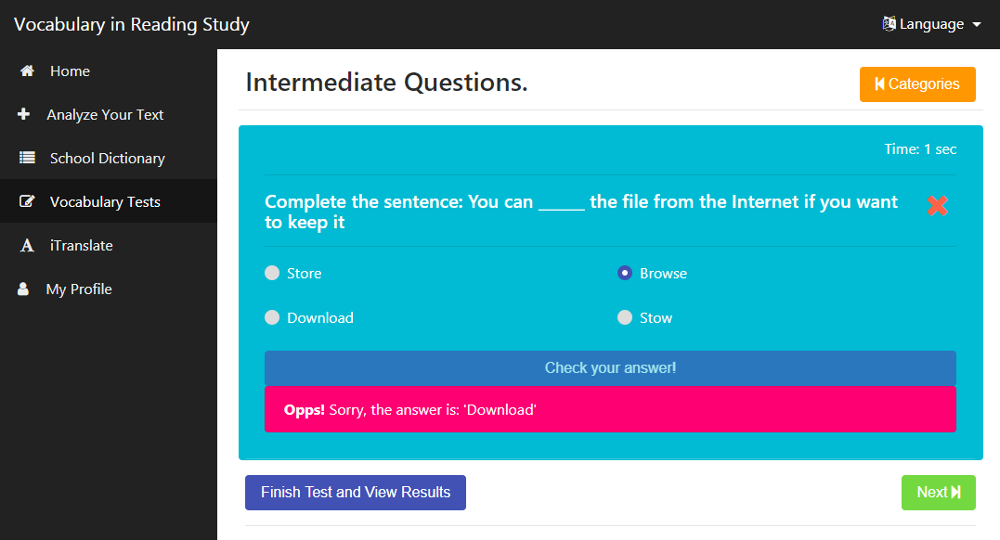 Vocabulary in Reading Study
Language
Home
Analyze Your Text
School Dictionary
Vocabulary Tests
iTranslate
My Profile
Intermediate Questions.
Categories
Time: 1 sec
Complete the sentence: You can ______ the file from the Internet if you want
to keep it
Store
Browse
Download
Stow
Check your answer!
Opps! Sorry, the answer is: 'Download'
Finish Test and View Results
Next